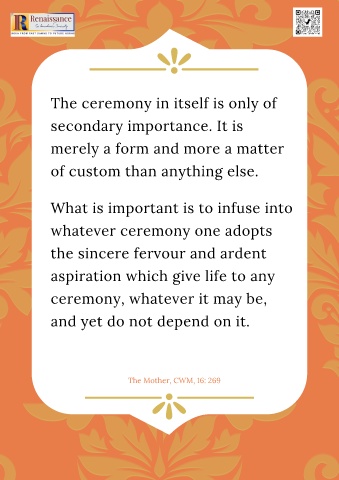 Renaissance
The ceremony in itself is only of
secondary importance. It is
merely a form and more a matter
of custom than anything else.
What is important is to infuse into
whatever ceremony one adopts
the sincere fervour and ardent
aspiration which give life to any
ceremony, whatever it may be,
and yet do not depend on it.
The Mother, CWM, 16: 269